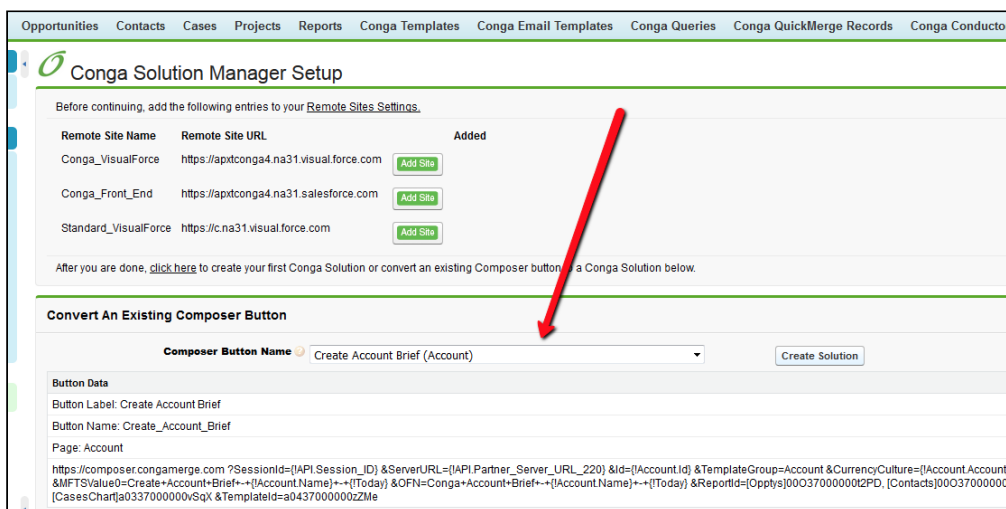 Opportunities Contacts Cases Projects Reports Conga Templates Conga Email Templates Conga Queries Conga QuickMerge Records Conga Conducto
Conga Solution Manager Setup
Before continuing, add the following entries to your Remote Sites Settings.
Remote Site Name Remote Site URL Added
Conga_VisualForce https://apxtconga4.na31.visual.force.com Add Site
Conga_Front_End https://apxtconga4.na31.salesforce.com Add Site
Standard_VisualForce https://c.na31.visual.force.com Add Site
After you are done, click here to create your first Conga Solution or convert an existing Composer button a Conga Solution below.
Convert An Existing Composer Button
Composer Button Name Create Account Brief (Account) Create Solution
Button Data
Button Label: Create Account Brief
Button Name: Create_Account_Brief
Page: Account
https://composer.congamerge.com ?SessionId={!API.Session_ID} &ServerURL={!API.Partner_Server_URL_220} &Id={!Account.Id} &TemplateGroup=Account &CurrencyCulture={!Account.Account
&MFTSValue0=Create+Account+Brief+-+{!Account.Name}+-+{!Today} &OFN=Conga+Account+Brief+-+{!Account.Name}+-+{!Today} &ReportId=[Opptys]00O37000000t2PD, [Contacts]00O37000000
[CasesChart]a0337000000vSqX &TemplateId=a0437000000zZMe